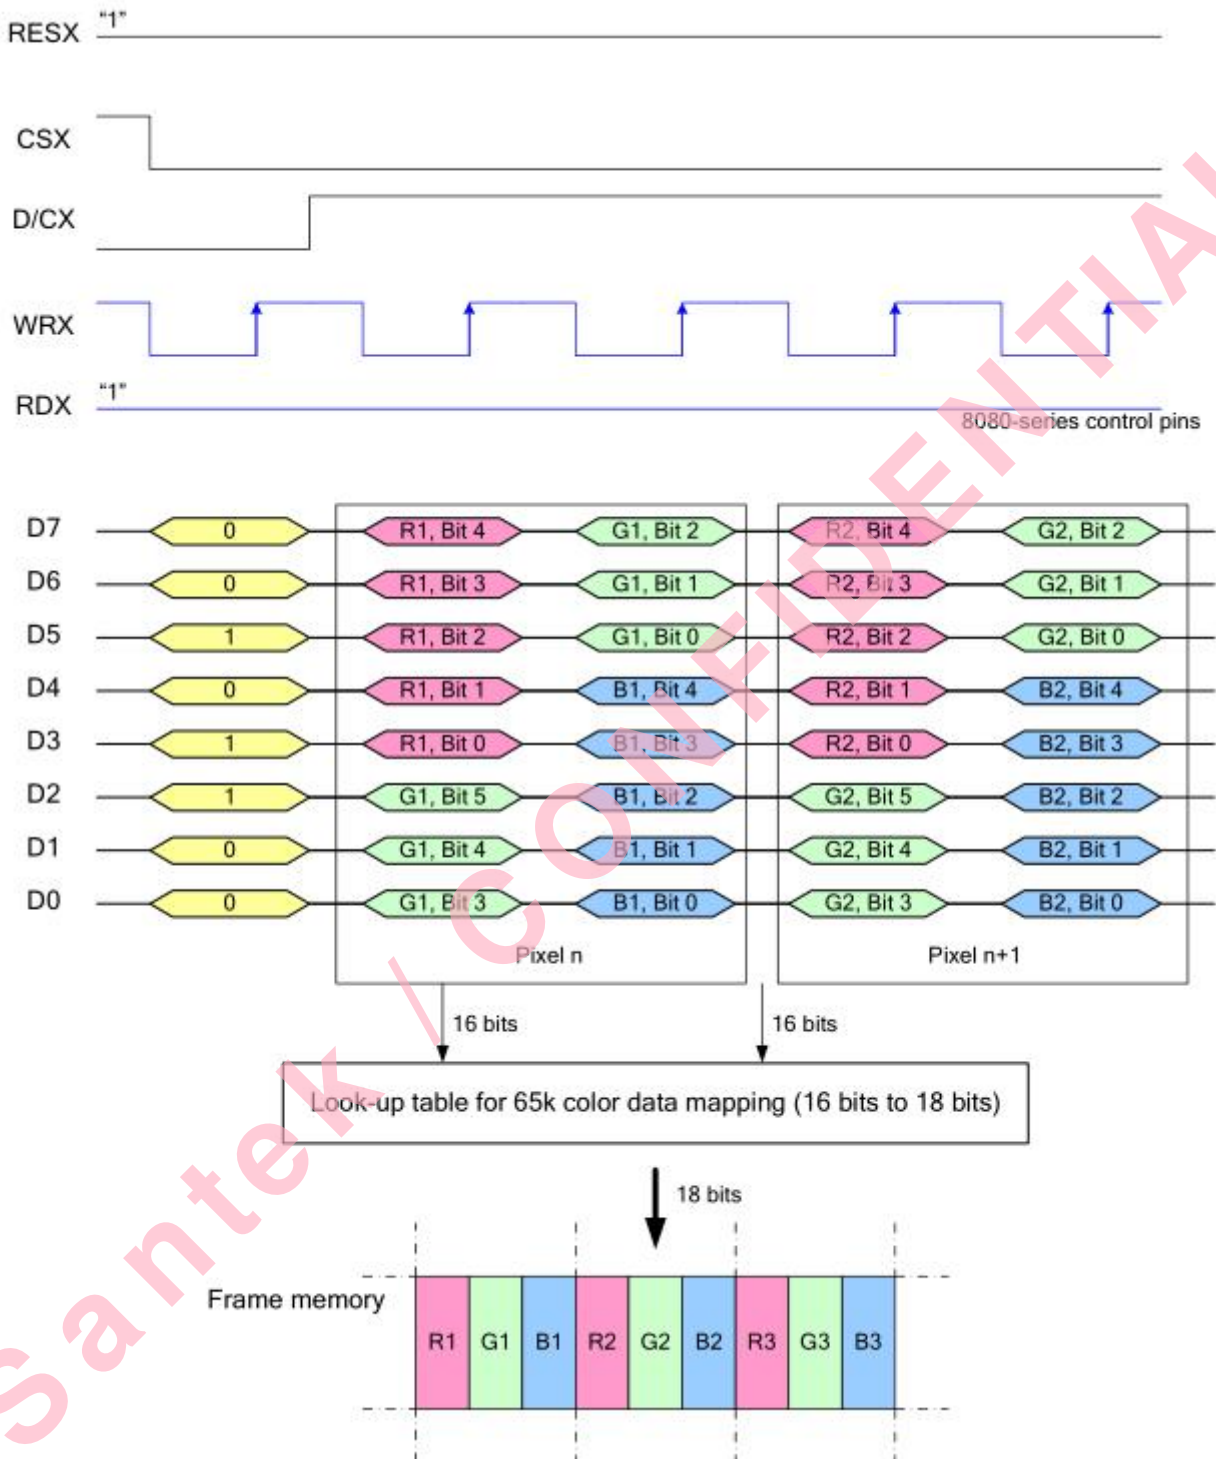 RESX "1"
CSX
D/CX
WRX
RDX "1"
8080-series control pins
D7 0 R1, Bit 4 G1, Bit 2 R2, Bit 4 G2, Bit 2
D6 0 R1, Bit 3 G1, Bit 1 R2, Bit 3 G2, Bit 1
D5 1 R1, Bit 2 G1, Bit 0 R2, Bit 2 G2, Bit 0
D4 0 R1, Bit 1 B1, Bit 4 R2, Bit 1 B2, Bit 4
D3 1 R1, Bit 0 B1, Bit 3 R2, Bit 0 B2, Bit 3
D2 1 G1, Bit 5 B1, Bit 2 G2, Bit 5 B2, Bit 2
D1 0 G1, Bit 4 B1, Bit 1 G2, Bit 4 B2, Bit 1
D0 0 G1, Bit 3 B1, Bit 0 G2, Bit 3 B2, Bit 0
Pixel n Pixel n+1
16 bits 16 bits
Look-up table for 65k color data mapping (16 bits to 18 bits)
18 bits
Frame memory
R1 G1 B1 R2 G2 B2 R3 G3 B3
Santek / CONFIDENTIAL